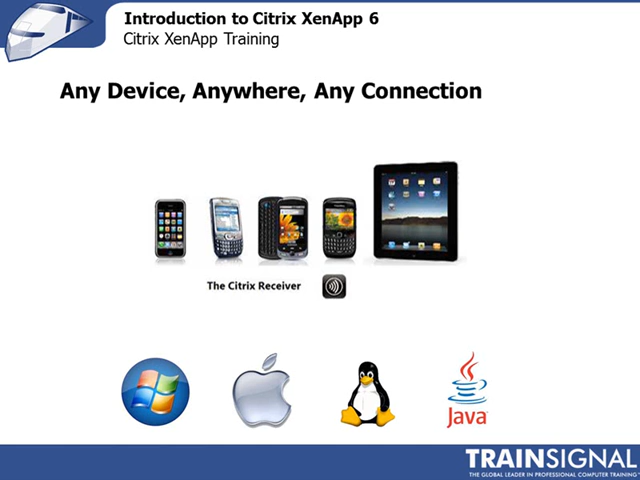 Introduction to Citrix XenApp 6
Citrix XenApp Training
Any Device, Anywhere, Any Connection
The Citrix Receiver
Java
TRAINSIGNAL
THE GLOBAL LEADER IN PROFESSIONAL COMPUTER TRAINING